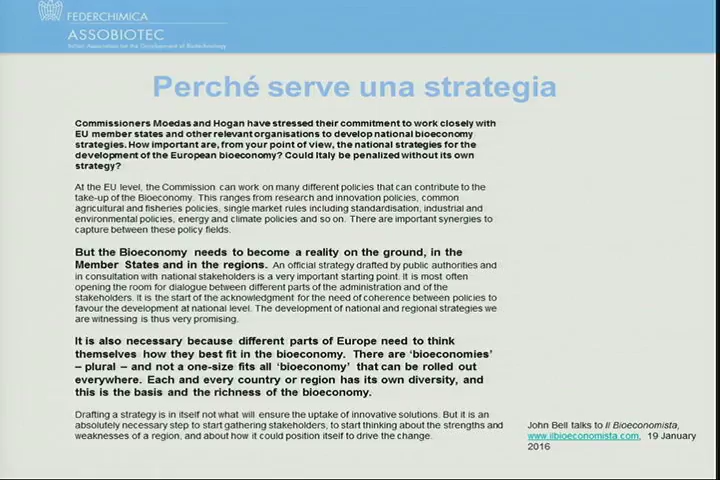 FEDERCHIMICA
ASSOBIOTEC
Italian Association for the Development of Biotechnology
Perché serve una strategia
Commissioners Moedas and Hogan have stressed their commitment to work closely with
EU member states and other relevant organisations to develop national bioeconomy
strategies. How important are, from your point of view, the national strategies for the
development of the European bioeconomy? Could Italy be penalized without its own
strategy?
At the EU level, the Commission can work on many different policies that can contribute to the
take-up of the Bioeconomy. This ranges from research and innovation policies, common
agricultural and fisheries policies, single market rules including standardisation, industrial and
environmental policies, energy and climate policies and so on. There are important synergies to
capture between these policy fields.
But the Bioeconomy needs to become a reality on the ground, in the
Member States and in the regions. An official strategy drafted by public authorities and
in consultation with national stakeholders is a very important starting point. It is most often
opening the room for dialogue between different parts of the administration and of the
stakeholders. It is the start of the acknowledgment for the need of coherence between policies to
favour the development at national level. The development of national and regional strategies we
are witnessing is thus very promising.
It is also necessary because different parts of Europe need to think
themselves how they best fit in the bioeconomy. There are ‘bioeconomies’
– plural – and not a one-size fits all ‘bioeconomy’ that can be rolled out
everywhere. Each and every country or region has its own diversity, and
this is the basis and the richness of the bioeconomy.
Drafting a strategy is in itself not what will ensure the uptake of innovative solutions. But it is an
absolutely necessary step to start gathering stakeholders, to start thinking about the strengths and
weaknesses of a region, and about how it could position itself to drive the change.
John Bell talks to Il Bioeconomista,
www.ilbioeconomista.com, 19 January
2016